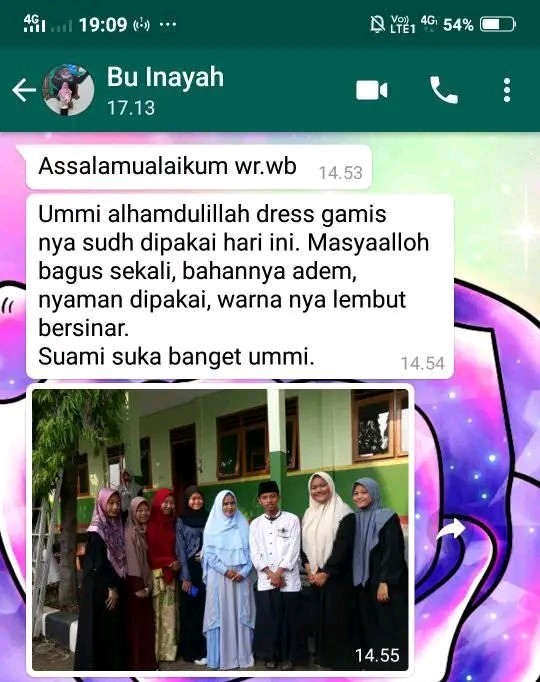 4G 19:09 Vo)) LTE1 4G 54%
Bu Inayah
17.13
Assalamualaikum wr.wb 14.53
Ummi alhamdulillah dress gamis
nya sudh dipakai hari ini. Masyaalloh
bagus sekali, bahannya adem,
nyaman dipakai, warna nya lembut
bersinar.
Suami suka banget ummi. 14.54
14.55